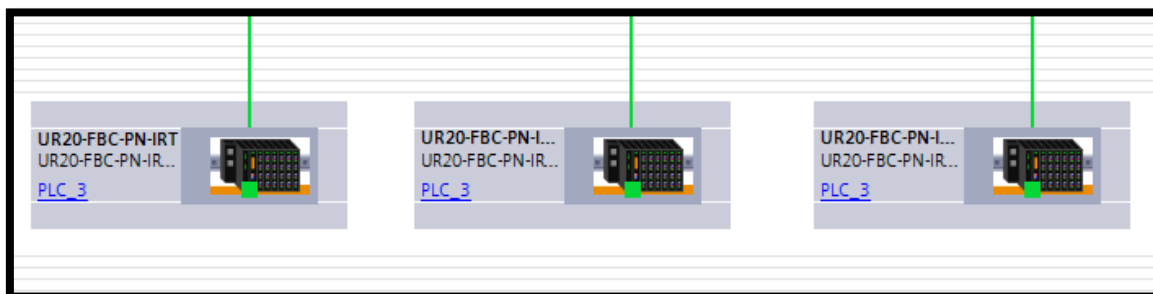 UR20-FBC-PN-IRT
UR20-FBC-PN-IR...
PLC_3
UR20-FBC-PN-I...
UR20-FBC-PN-IR...
PLC_3
UR20-FBC-PN-I...
UR20-FBC-PN-IR...
PLC_3